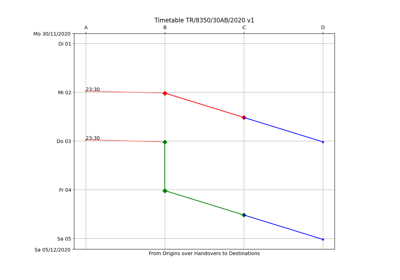 Timetable TR/8350/30AB/2020 v1
A B C D
Mo 30/11/2020
Di 01
Mi 02
23:30
Do 03
23:30
Fr 04
Sa 05
Sa 05/12/2020
From Origins over Handovers to Destinations